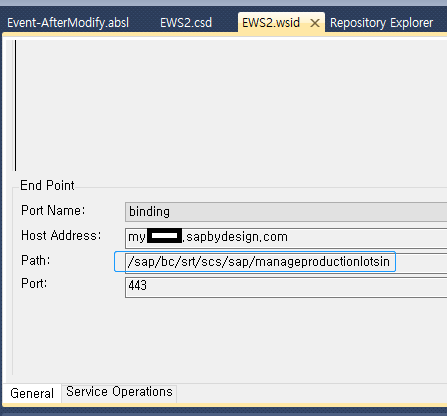 Event-AfterModify.absl EWS2.csd EWS2.wsid Repository Explorer
End Point
Port Name: binding
Host Address: my .sapbydesign.com
Path: /sap/bc/srt/scs/sap/manageproductionlotsin
Port: 443
General Service Operations